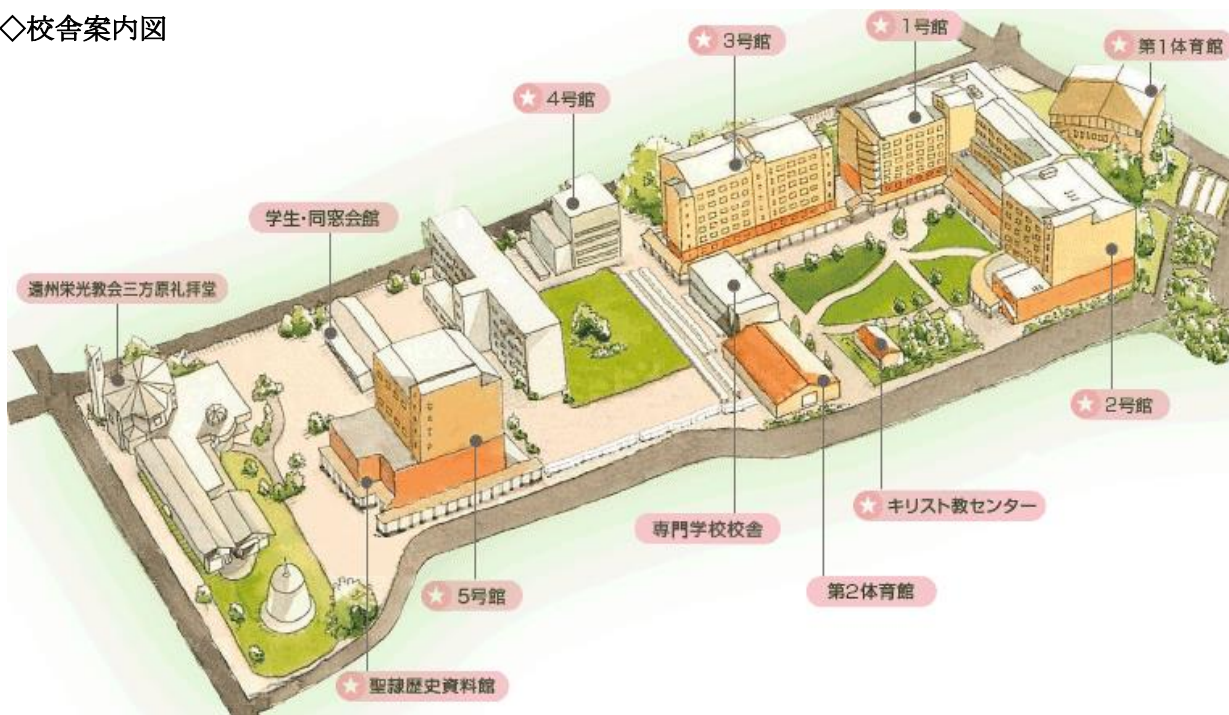 ◇校舎案内図
★ 1号館
★ 3号館
★ 第1体育館
★ 4号館
学生・同窓会館
遠州栄光教会三方原礼拝堂
★ 2号館
★ キリスト教センター
専門学校校舎
第2体育館
★ 5号館
★ 聖隷歴史資料館